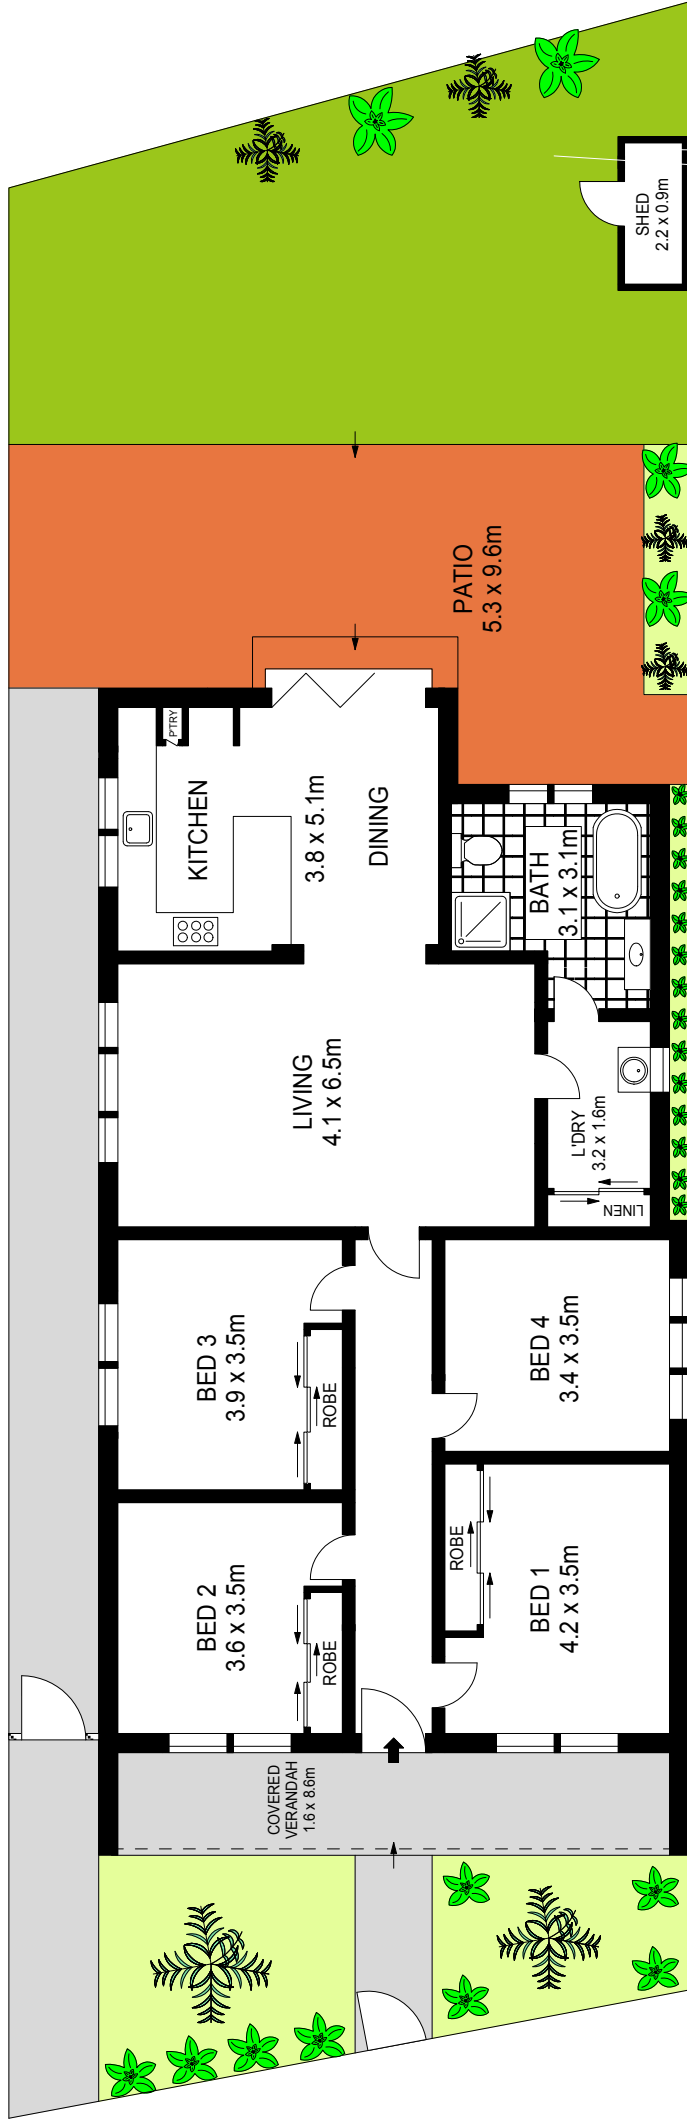 SHED
2.2 x 0.9m
PATIO
5.3 x 9.6m
P'TRY
KITCHEN
3.8 x 5.1m
DINING
BATH
3.1 x 3.1m
LIVING
4.1 x 6.5m
L'DRY
3.2 x 1.6m
LINEN
BED 3
3.9 x 3.5m
ROBE
BED 4
3.4 x 3.5m
BED 2
3.6 x 3.5m
ROBE
ROBE
BED 1
4.2 x 3.5m
COVERED
VERANDAH
1.6 x 8.6m